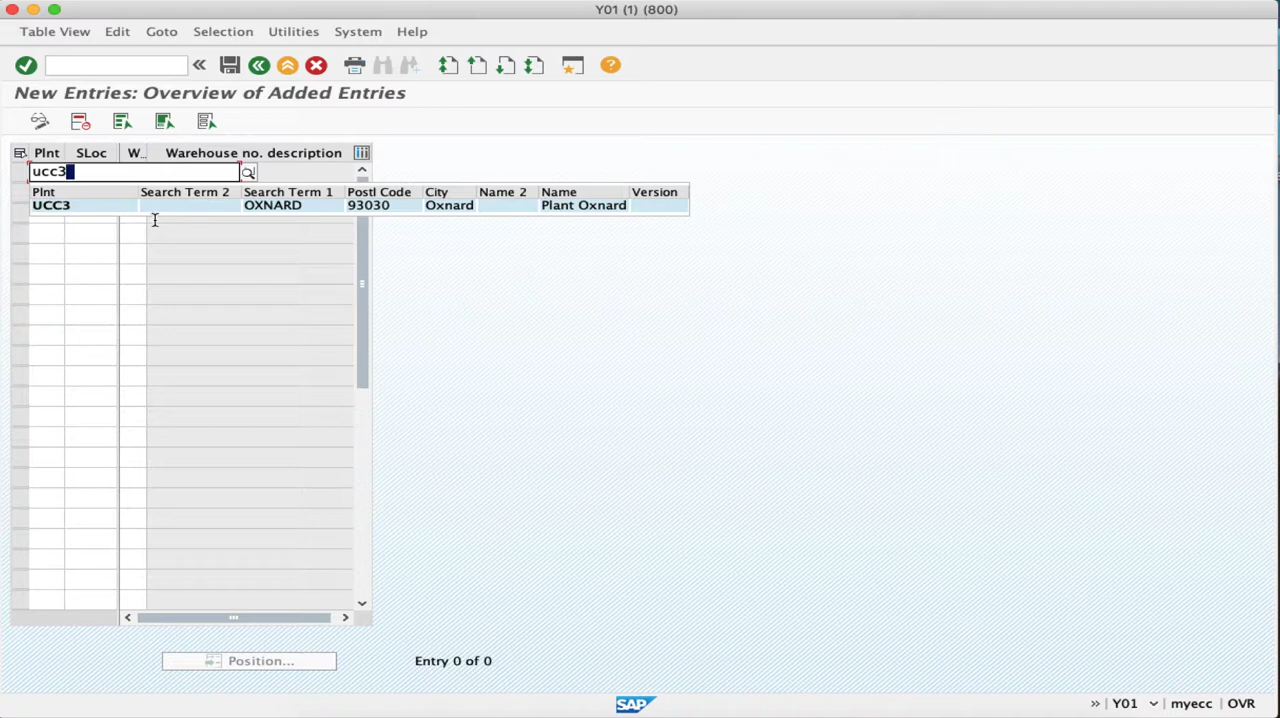 Y01 (1) (800)
Table View Edit Goto Selection Utilities System Help
New Entries: Overview of Added Entries
Plnt SLoc W.. Warehouse no. description
ucc3
Plnt Search Term 2 Search Term 1 Postl Code City Name 2 Name Version
UCC3 OXNARD 93030 Oxnard Plant Oxnard
Position... Entry 0 of 0
SAP Y01 myecc OVR